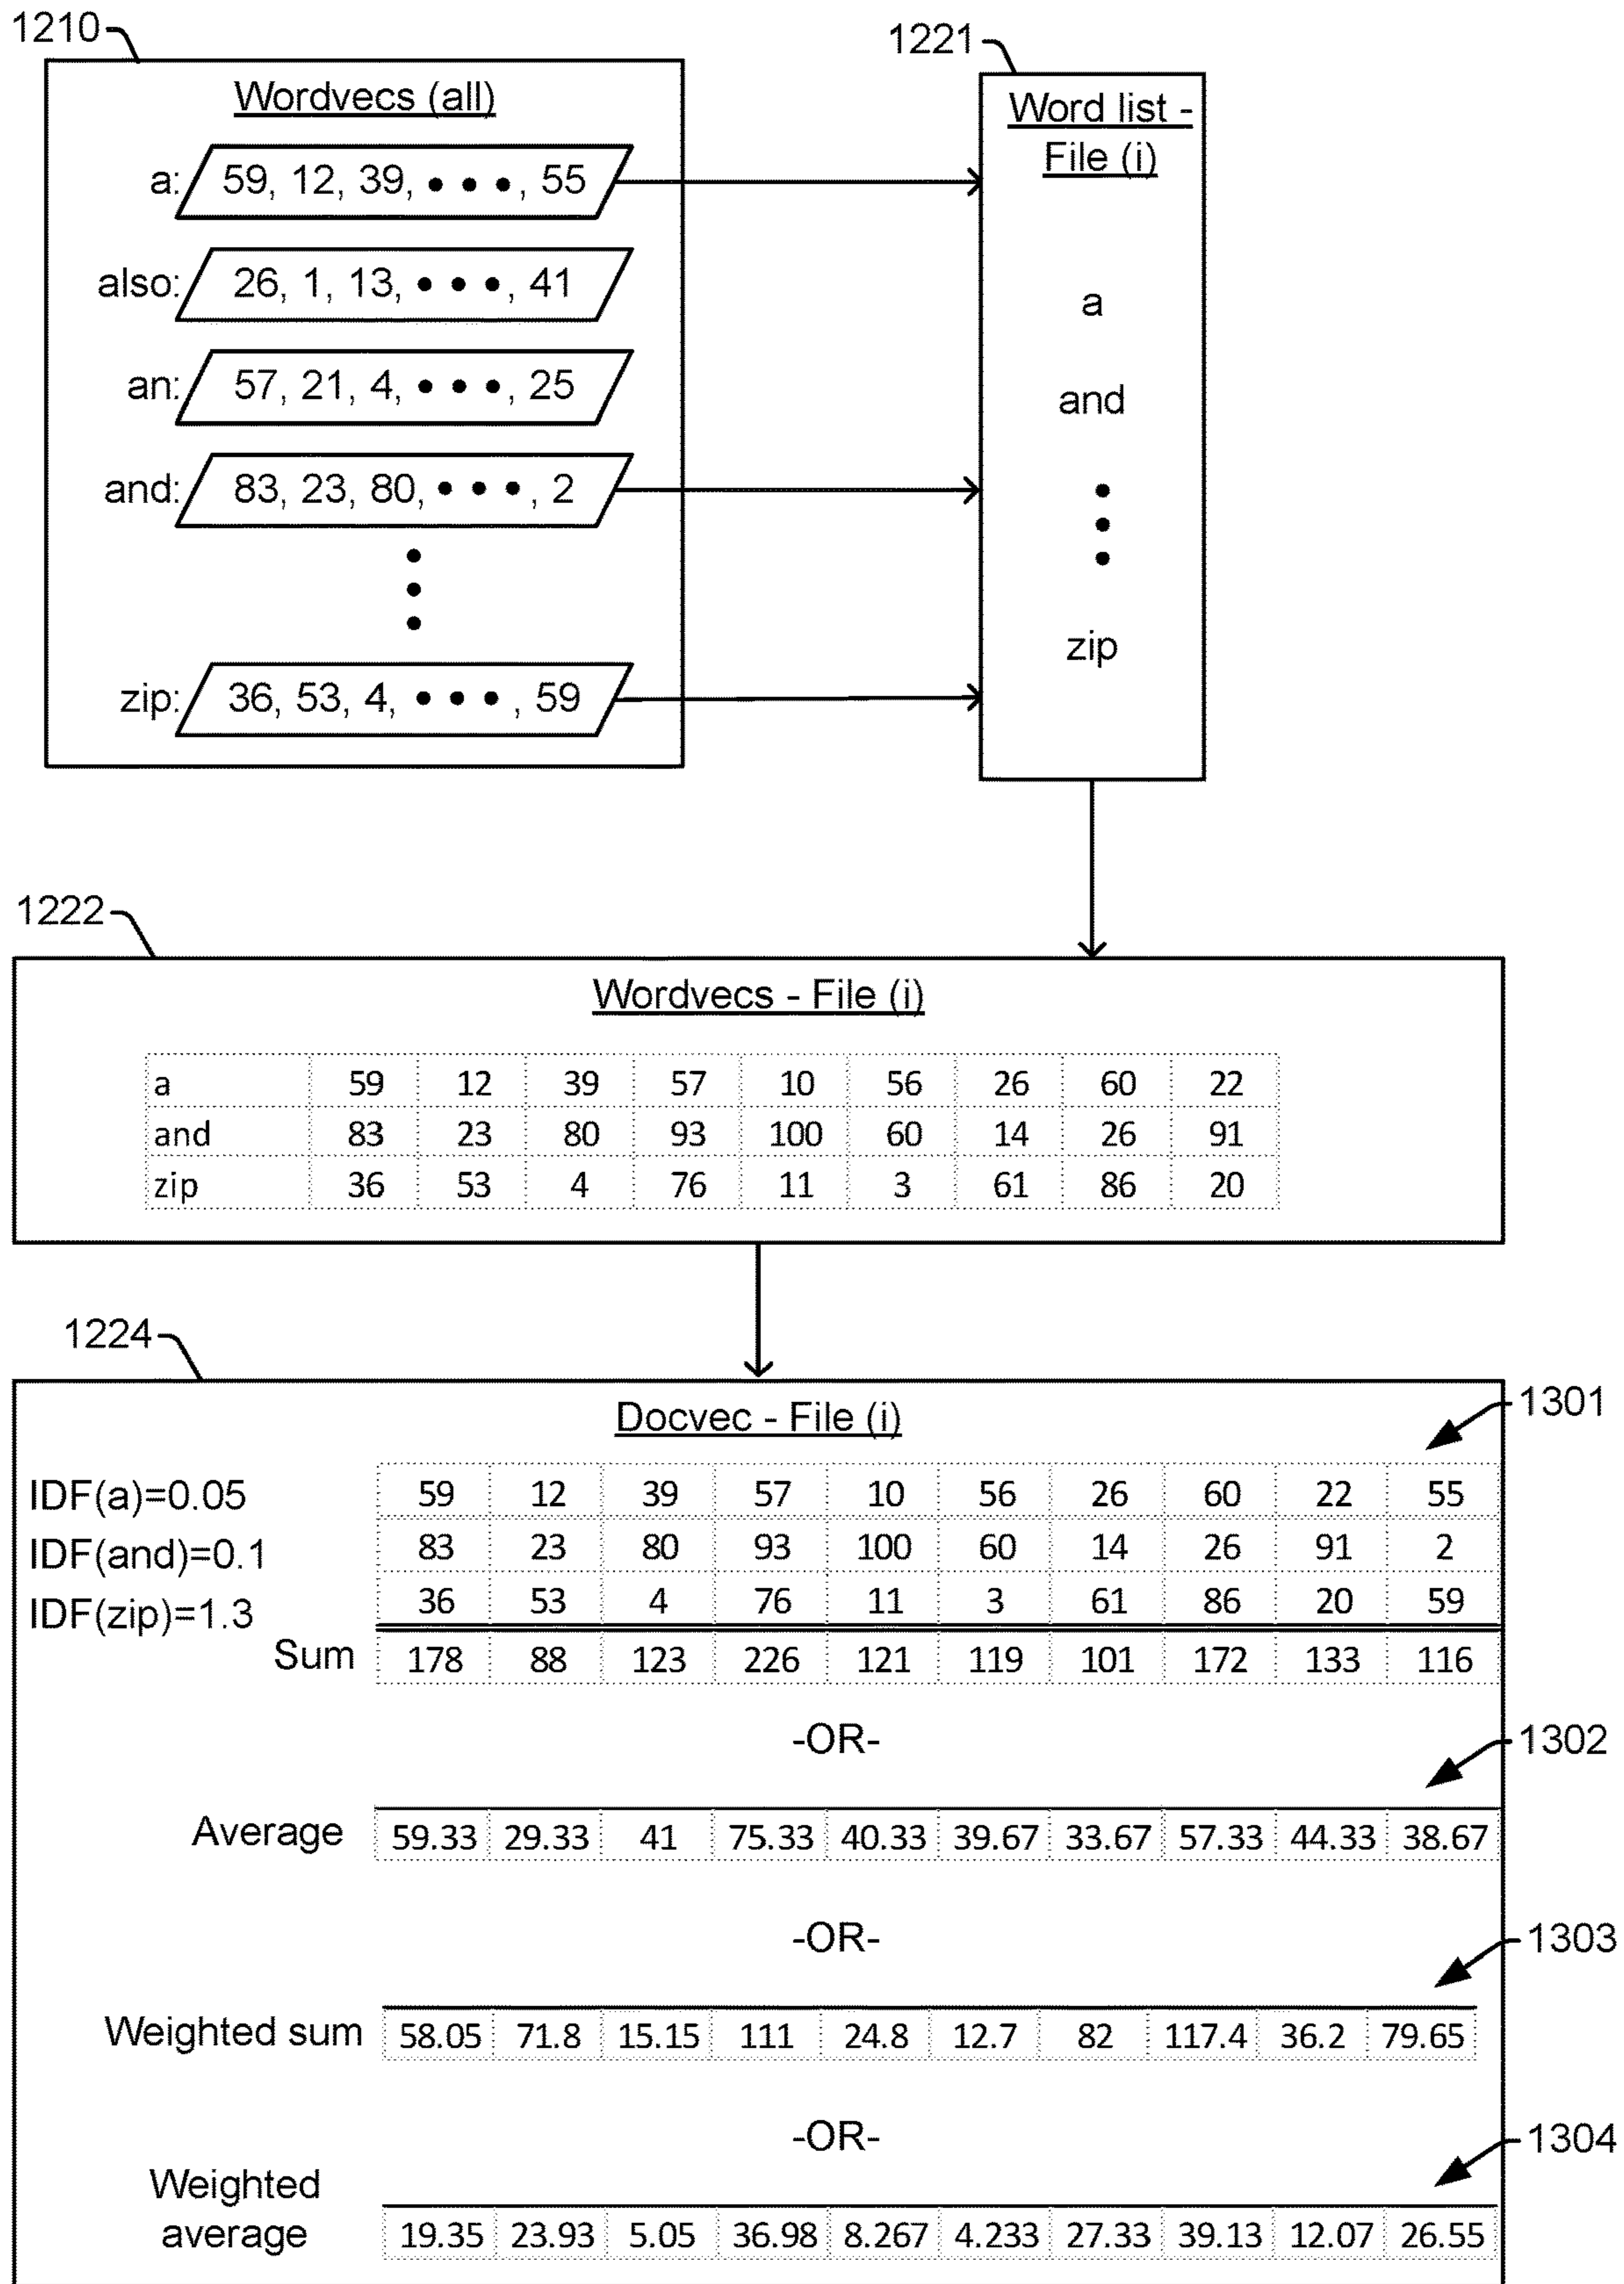 1210
1221
Wordvecs (all)
a: 59, 12, 39, • • •, 55
also: 26, 1, 13, • • •, 41
an: 57, 21, 4, • • •, 25
and: 83, 23, 80, • • •, 2
zip: 36, 53, 4, • • •, 59
Word list -
File (i)
a
and
zip
1222
Wordvecs - File (i)
a 59 12 39 57 10 56 26 60 22
and 83 23 80 93 100 60 14 26 91
zip 36 53 4 76 11 3 61 86 20
1224
Docvec - File (i)
1301
IDF(a)=0.05 59 12 39 57 10 56 26 60 22 55
IDF(and)=0.1 83 23 80 93 100 60 14 26 91 2
IDF(zip)=1.3 36 53 4 76 11 3 61 86 20 59
Sum 178 88 123 226 121 119 101 172 133 116
-OR-
1302
Average 59.33 29.33 41 75.33 40.33 39.67 33.67 57.33 44.33 38.67
-OR-
1303
Weighted sum 58.05 71.8 15.15 111 24.8 12.7 82 117.4 36.2 79.65
-OR-
1304
Weighted
average 19.35 23.93 5.05 36.98 8.267 4.233 27.33 39.13 12.07 26.55